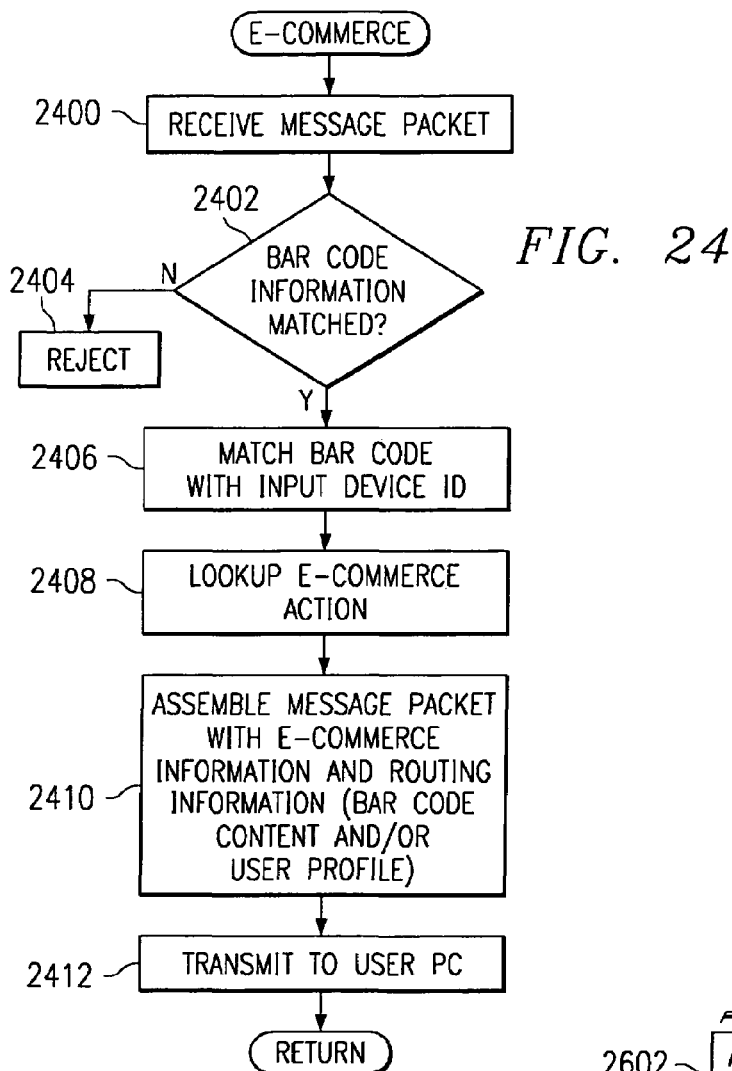 E-COMMERCE
2400
RECEIVE MESSAGE PACKET
2402
FIG. 24
BAR CODE
INFORMATION
MATCHED?
N
2404
REJECT
Y
2406
MATCH BAR CODE
WITH INPUT DEVICE ID
2408
LOOKUP E-COMMERCE
ACTION
2410
ASSEMBLE MESSAGE PACKET
WITH E-COMMERCE
INFORMATION AND ROUTING
INFORMATION (BAR CODE
CONTENT AND/OR
USER PROFILE)
2412
TRANSMIT TO USER PC
RETURN
2602